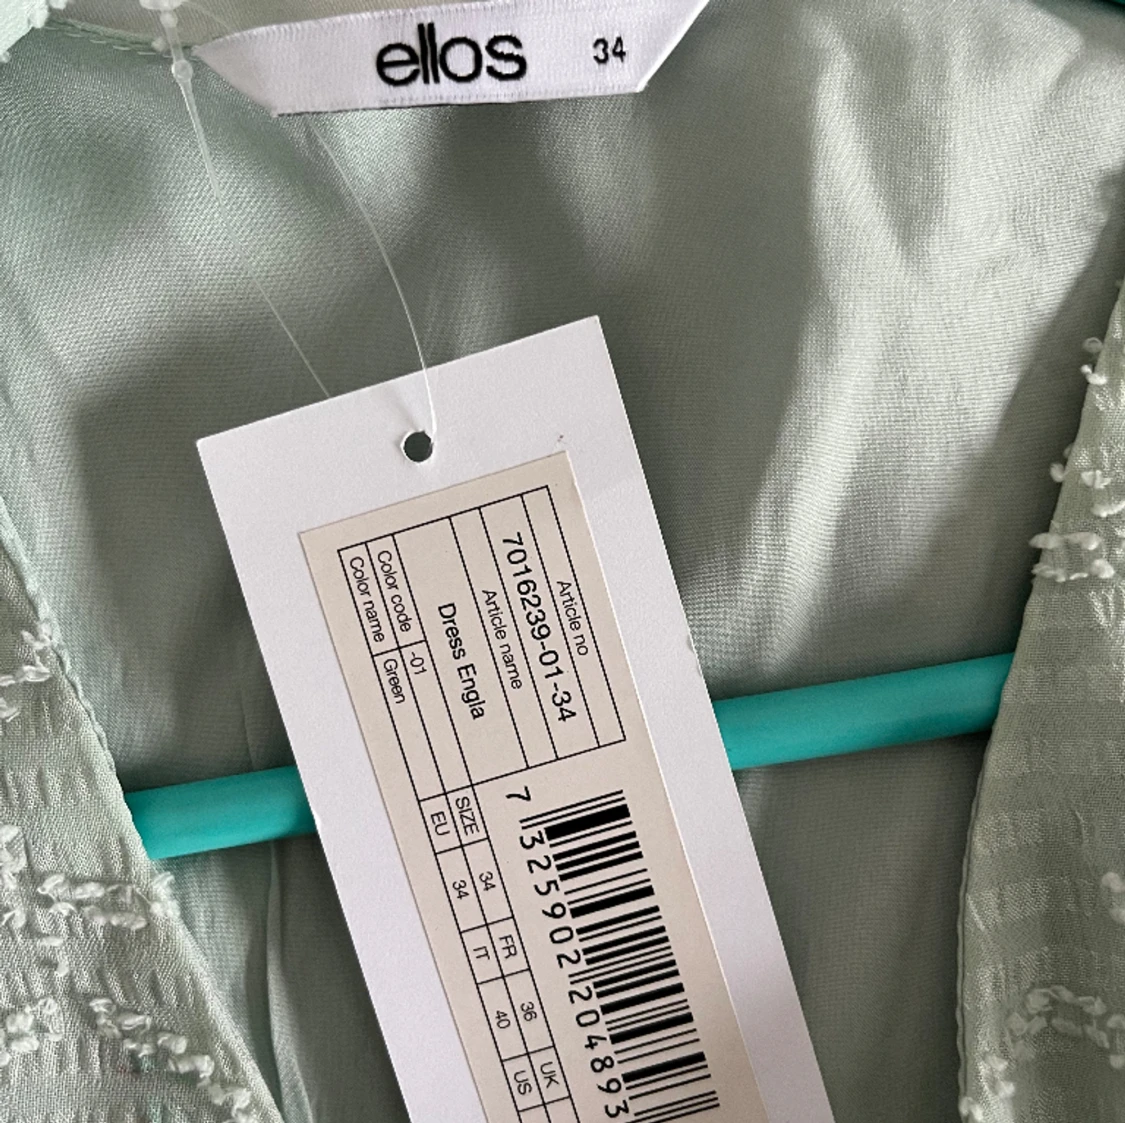 ellos 34
Article no
7016239-01-34
Article name
Dress Engla
Color code -01
Color name Green
7 325902 204893
SIZE 34 FR 36 UK
EU 34 IT 40 US